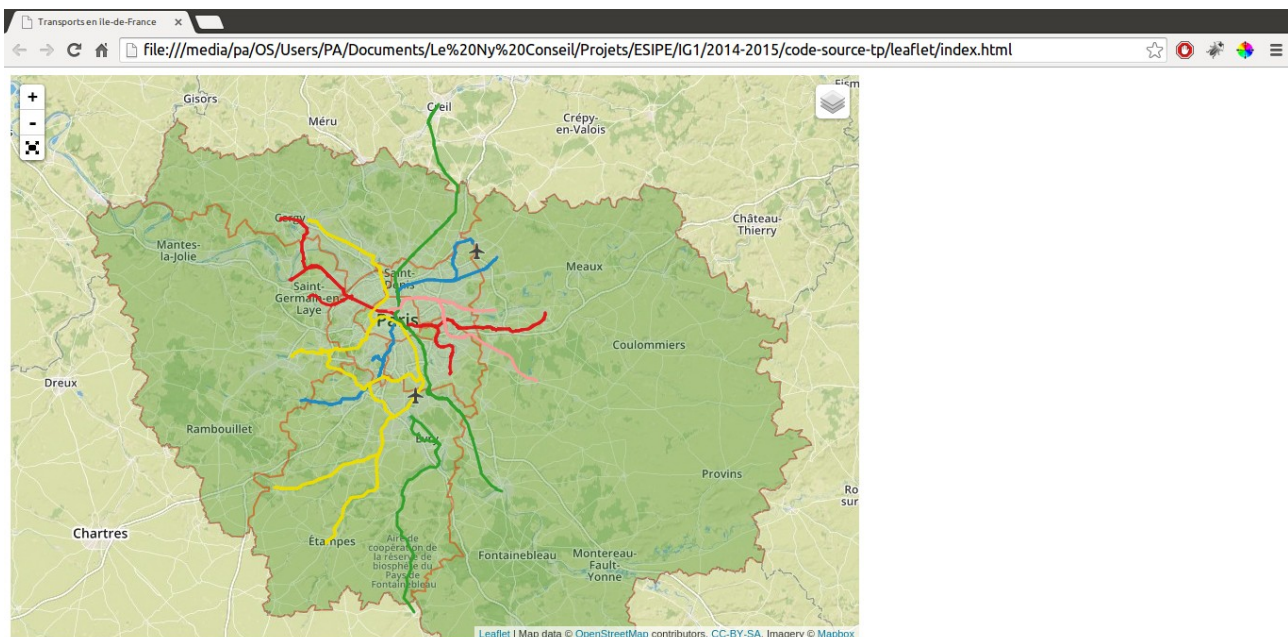 Transports en Île-de-France
file:///media/pa/OS/Users/PA/Documents/Le%20Ny%20Conseil/Projets/ESIPE/IG1/2014-2015/code-source-tp/leaflet/index.html
+
-
Gisors
Creil
Méru
Crépy-
en-Valois
Cergy
Château-
Thierry
Mantes-
la-Jolie
Saint-
Denis
Meaux
Saint-
Germain-en-
Laye
Paris
Coulommiers
Dreux
Rambouillet
Évry
Provins
Ro
sur
Chartres
Étampes
Aire de
coopération de
la réserve de
biosphère du
Pays de
Fontainebleau
Fontainebleau
Montereau-
Fault-
Yonne
Leaflet | Map data © OpenStreetMap contributors, CC-BY-SA, Imagery © Mapbox